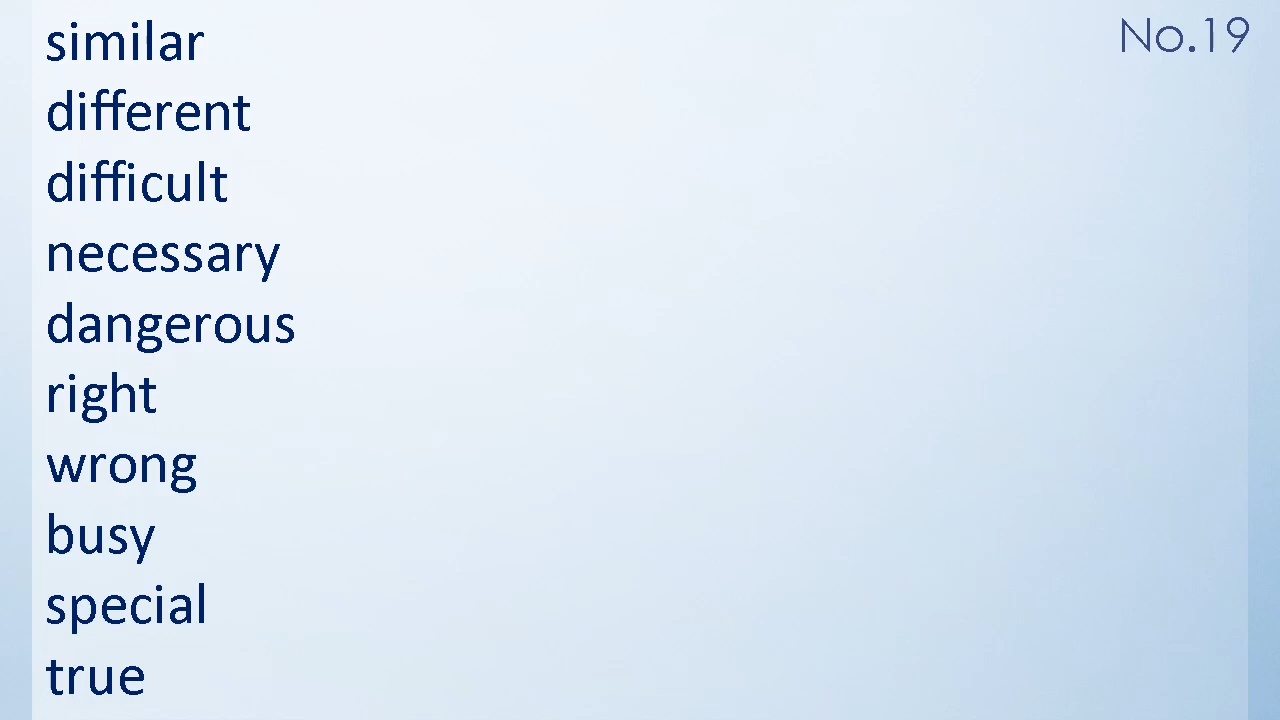 No.19
similar
different
difficult
necessary
dangerous
right
wrong
busy
special
true